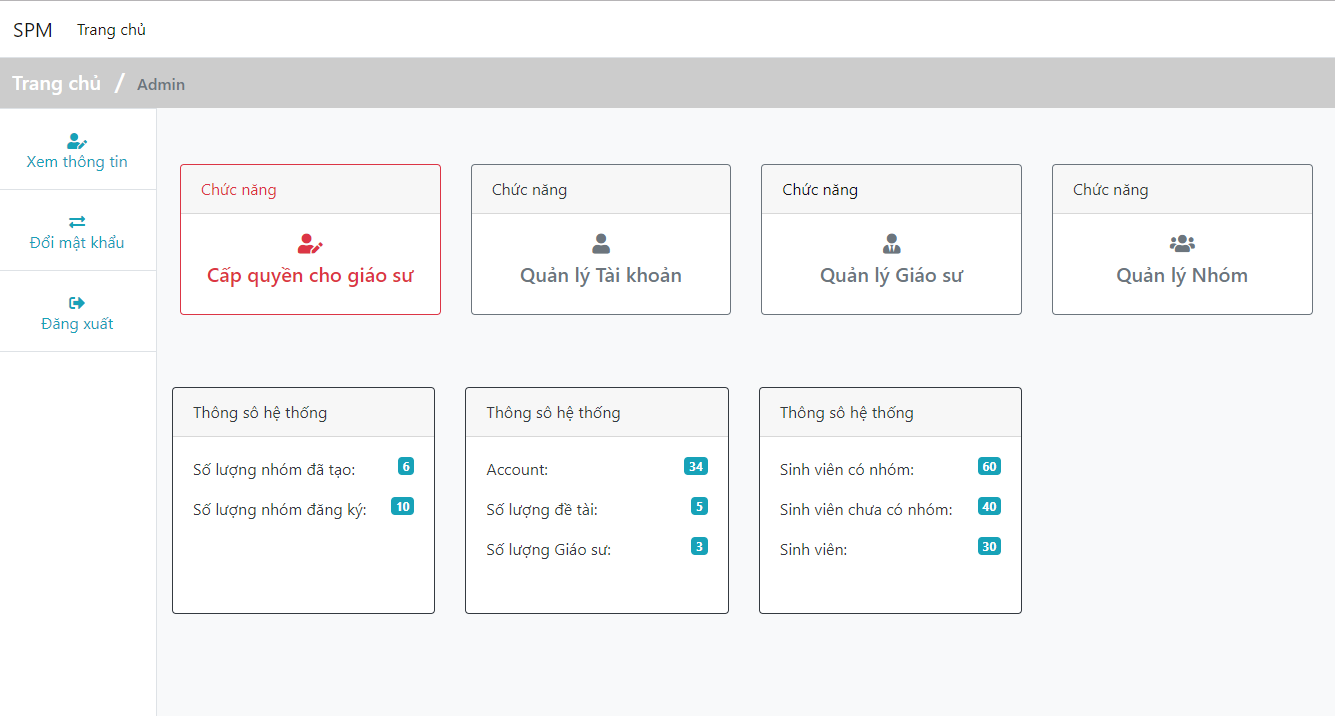 SPM Trang chủ
Trang chủ / Admin
Xem thông tin
Đổi mật khẩu
Đăng xuất
Chức năng
Cấp quyền cho giáo sư
Chức năng
Quản lý Tài khoản
Chức năng
Quản lý Giáo sư
Chức năng
Quản lý Nhóm
Thông sô hệ thống
Số lượng nhóm đã tạo: 6
Số lượng nhóm đăng ký: 10
Thông sô hệ thống
Account: 34
Số lượng đề tài: 5
Số lượng Giáo sư: 3
Thông sô hệ thống
Sinh viên có nhóm: 60
Sinh viên chưa có nhóm: 40
Sinh viên: 30